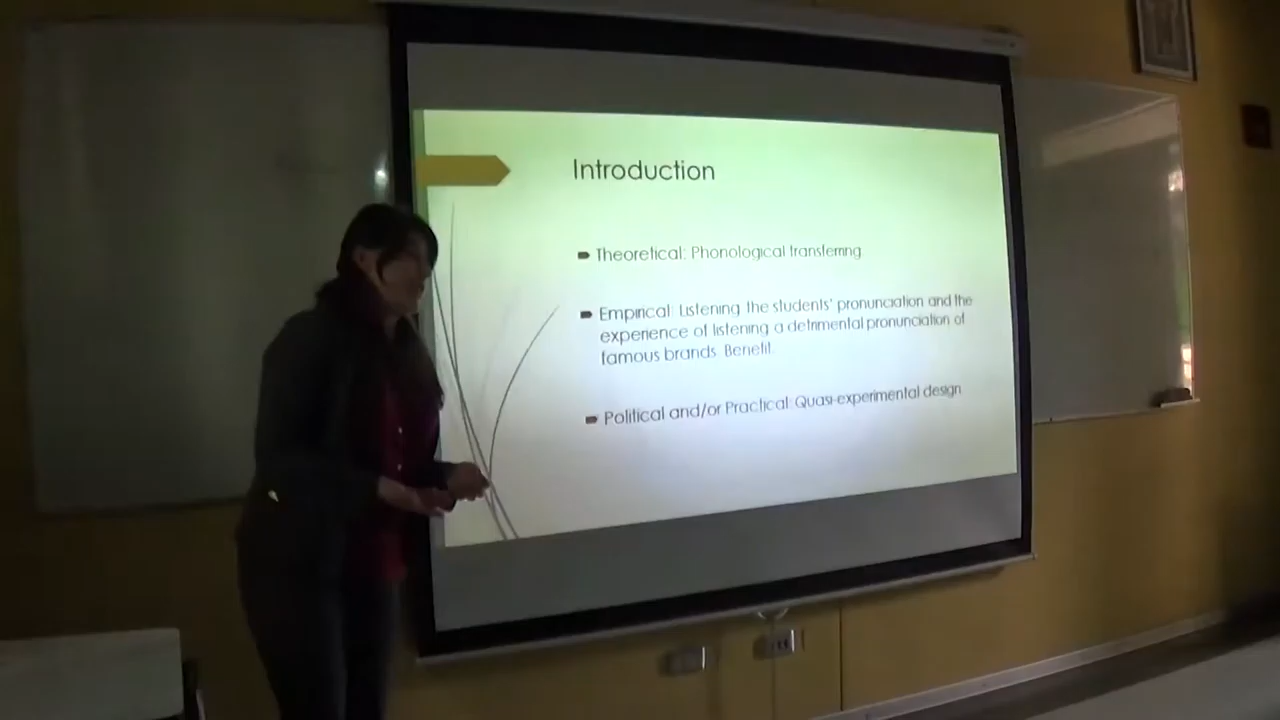 Introduction
Theoretical: Phonological transferring
Empirical: Listening the students' pronunciation and the
experience of listening a detrimental pronunciation of
famous brands. Benefit.
Political and/or Practical: Quasi-experimental design